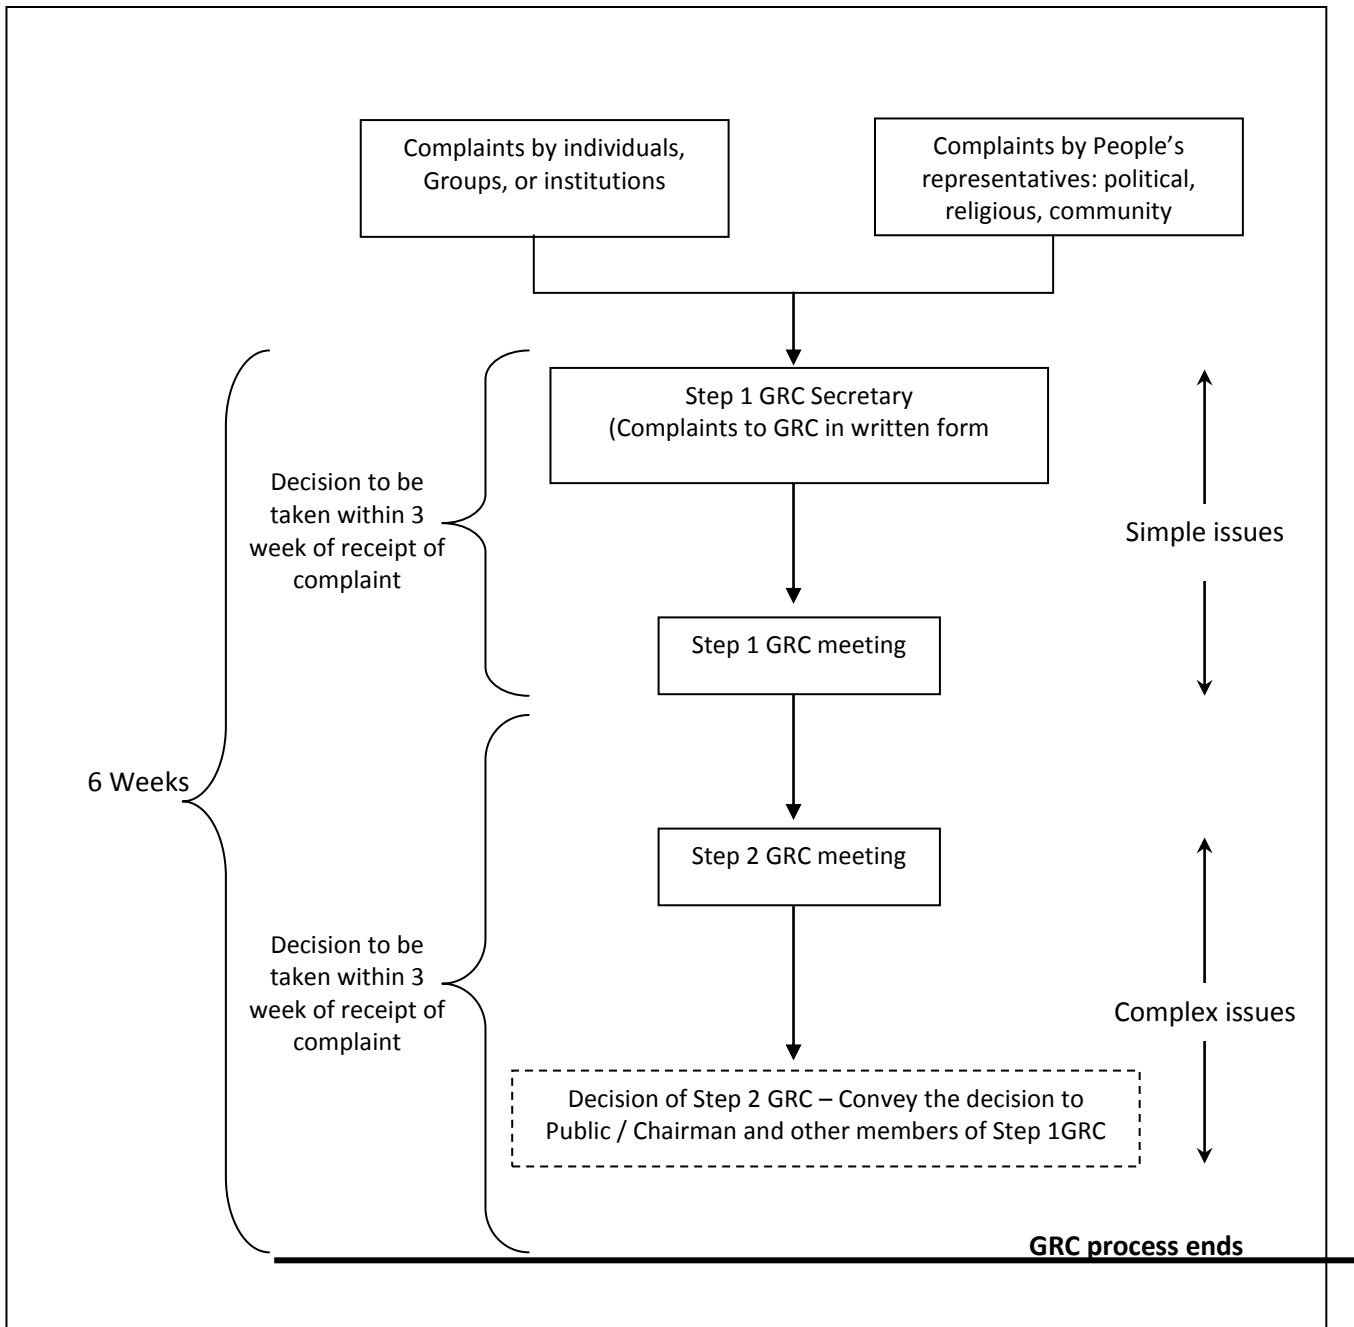 Complaints by individuals,
Groups, or institutions
Complaints by People’s
representatives: political,
religious, community
Step 1 GRC Secretary
(Complaints to GRC in written form
Decision to be
taken within 3
week of receipt of
complaint
Simple issues
Step 1 GRC meeting
6 Weeks
Step 2 GRC meeting
Decision to be
taken within 3
week of receipt of
complaint
Complex issues
Decision of Step 2 GRC – Convey the decision to
Public / Chairman and other members of Step 1GRC
GRC process ends